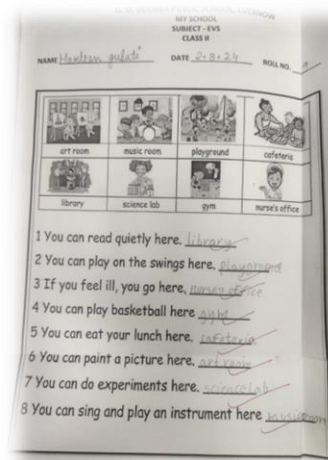 MY SCHOOL
SUBJECT - EVS
CLASS II
NAME gulati DATE 2+8+24 ROLL NO.
art room music room playground cafeteria
library science lab gym nurse's office
1 You can read quietly here. library
2 You can play on the swings here. playground
3 If you feel ill, you go here, nurses office
4 You can play basketball here gym
5 You can eat your lunch here. cafeteria
6 You can paint a picture here. art room
7 You can do experiments here. science lab
8 You can sing and play an instrument here music room